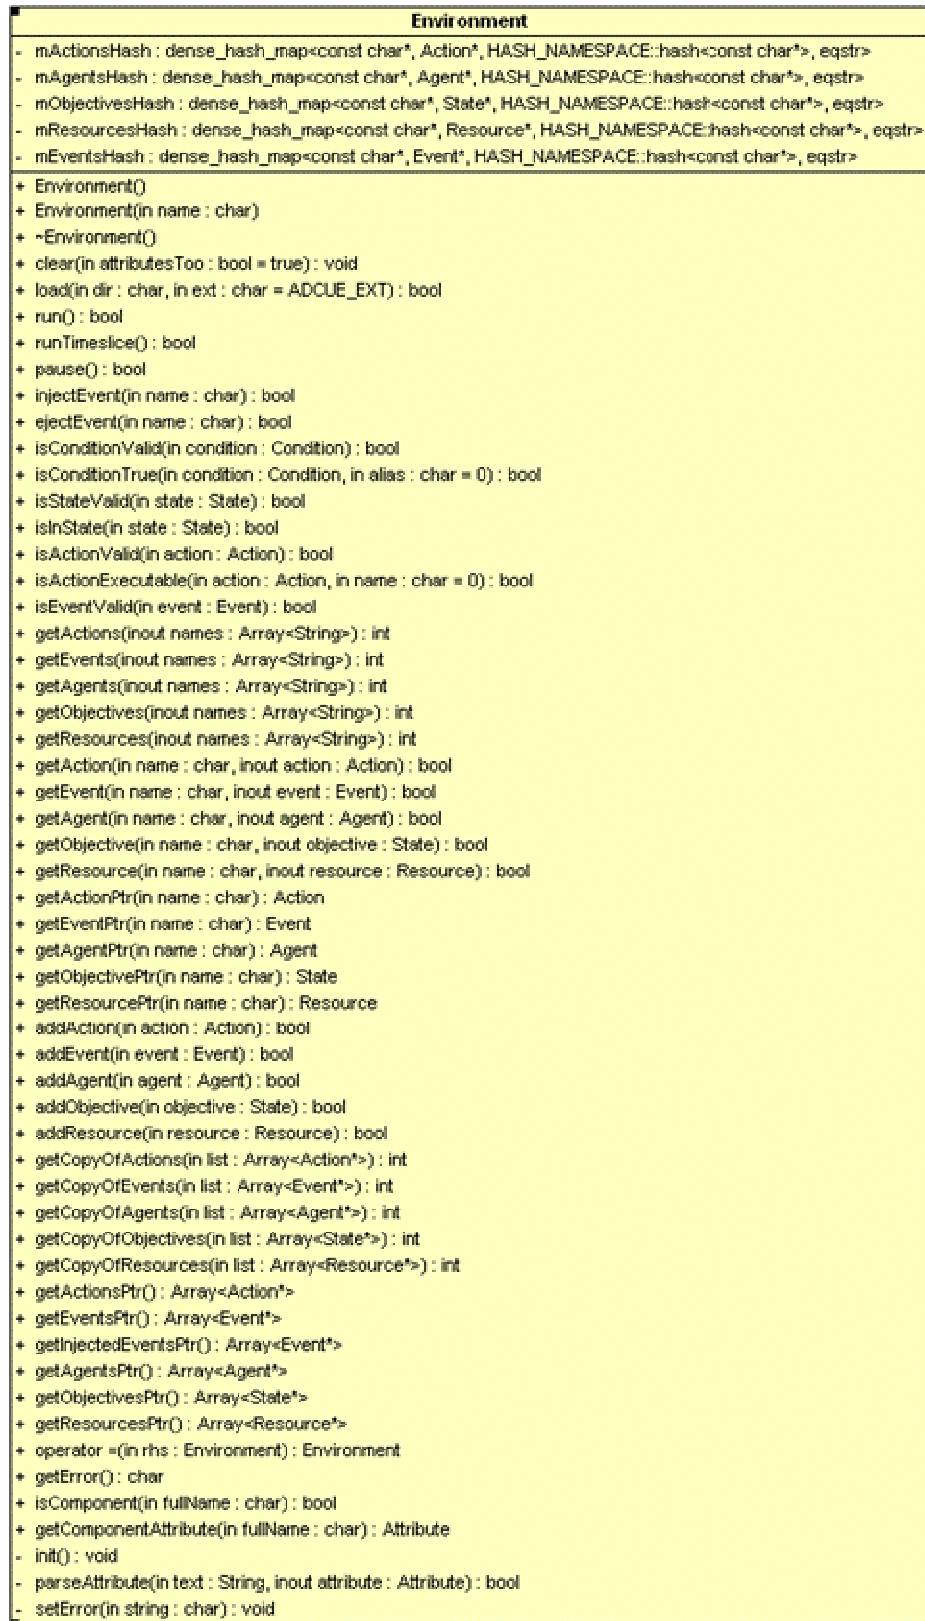 Environment
- mActionsHash : dense_hash_map<const char*, Action*, HASH_NAMESPACE::hash<const char*>, eqstr>
- mAgentsHash : dense_hash_map<const char*, Agent*, HASH_NAMESPACE::hash<const char*>, eqstr>
- mObjectivesHash : dense_hash_map<const char*, State*, HASH_NAMESPACE::hash<const char*>, eqstr>
- mResourcesHash : dense_hash_map<const char*, Resource*, HASH_NAMESPACE::hash<const char*>, eqstr>
- mEventsHash : dense_hash_map<const char*, Event*, HASH_NAMESPACE::hash<const char*>, eqstr>
+ Environment()
+ Environment(in name : char)
+ ~Environment()
+ clear(in attributesToo : bool = true) : void
+ load(in dir : char, in ext : char = ADCUE_EXT) : bool
+ run() : bool
+ runTimeslice() : bool
+ pause() : bool
+ injectEvent(in name : char) : bool
+ ejectEvent(in name : char) : bool
+ isConditionValid(in condition : Condition) : bool
+ isConditionTrue(in condition : Condition, in alias : char = 0) : bool
+ isStateValid(in state : State) : bool
+ isInState(in state : State) : bool
+ isActionValid(in action : Action) : bool
+ isActionExecutable(in action : Action, in name : char = 0) : bool
+ isEventValid(in event : Event) : bool
+ getActions(inout names : Array<String>) : int
+ getEvents(inout names : Array<String>) : int
+ getAgents(inout names : Array<String>) : int
+ getObjectives(inout names : Array<String>) : int
+ getResources(inout names : Array<String>) : int
+ getAction(in name : char, inout action : Action) : bool
+ getEvent(in name : char, inout event : Event) : bool
+ getAgent(in name : char, inout agent : Agent) : bool
+ getObjective(in name : char, inout objective : State) : bool
+ getResource(in name : char, inout resource : Resource) : bool
+ getActionPtr(in name : char) : Action
+ getEventPtr(in name : char) : Event
+ getAgentPtr(in name : char) : Agent
+ getObjectivePtr(in name : char) : State
+ getResourcePtr(in name : char) : Resource
+ addAction(in action : Action) : bool
+ addEvent(in event : Event) : bool
+ addAgent(in agent : Agent) : bool
+ addObjective(in objective : State) : bool
+ addResource(in resource : Resource) : bool
+ getCopyOfActions(in list : Array<Action*>) : int
+ getCopyOfEvents(in list : Array<Event*>) : int
+ getCopyOfAgents(in list : Array<Agent*>) : int
+ getCopyOfObjectives(in list : Array<State*>) : int
+ getCopyOfResources(in list : Array<Resource*>) : int
+ getActionsPtr() : Array<Action*>
+ getEventsPtr() : Array<Event*>
+ getInjectedEventsPtr() : Array<Event*>
+ getAgentsPtr() : Array<Agent*>
+ getObjectivesPtr() : Array<State*>
+ getResourcesPtr() : Array<Resource*>
+ operator =(in rhs : Environment) : Environment
+ getError() : char
+ isComponent(in fullName : char) : bool
+ getComponentAttribute(in fullName : char) : Attribute
- init() : void
- parseAttribute(in text : String, inout attribute : Attribute) : bool
- setError(in string : char) : void